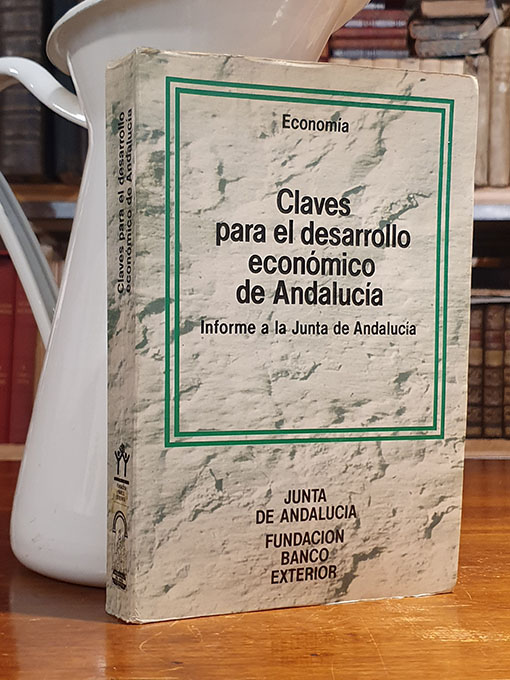 Economía
Claves
para el desarrollo
económico
de Andalucía
Informe a la Junta de Andalucia
JUNTA
DE ANDALUCIA
FUNDACION
BANCO
EXTERIOR
Claves para el desarrollo
económico de Andalucía